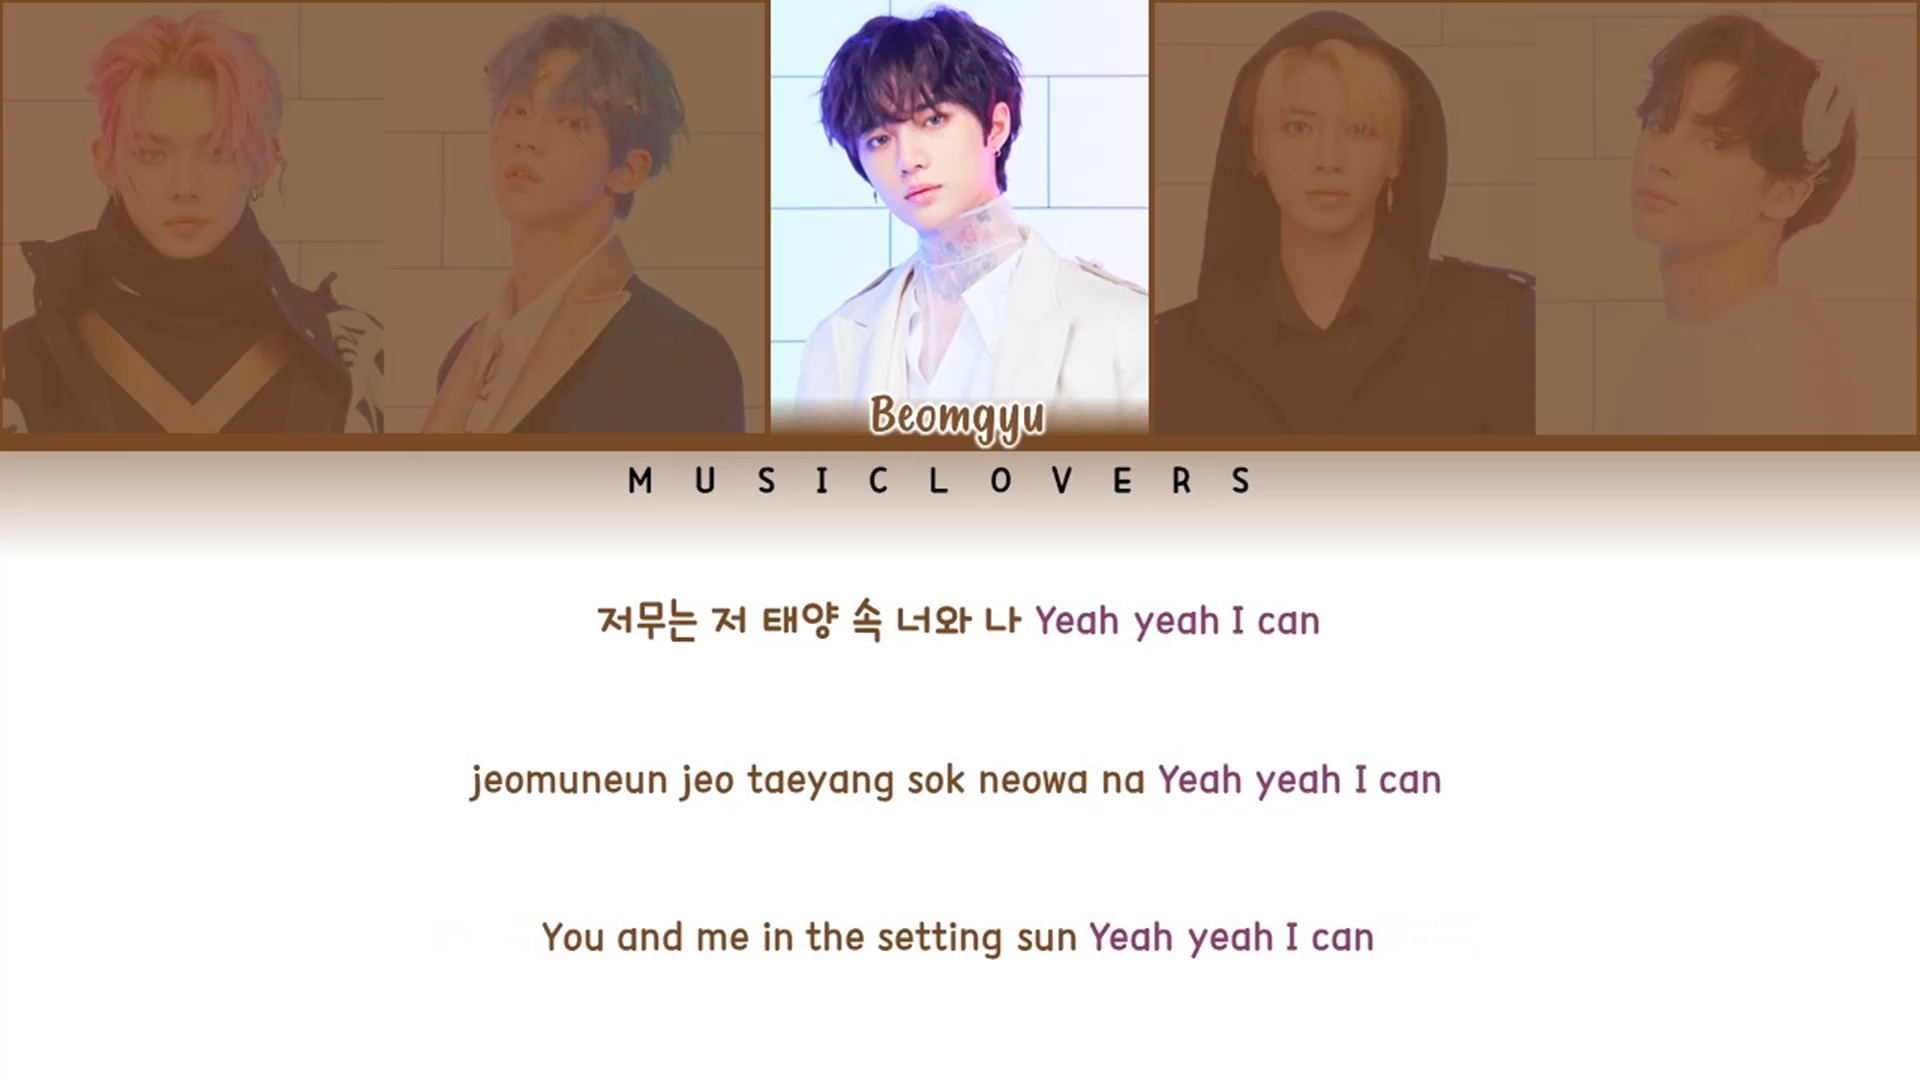 Beomgyu
MUSICLOVERS
저무는 저 태양 속 너와 나 Yeah yeah I can
jeomuneun jeo taeyang sok neowa na Yeah yeah I can
You and me in the setting sun Yeah yeah I can